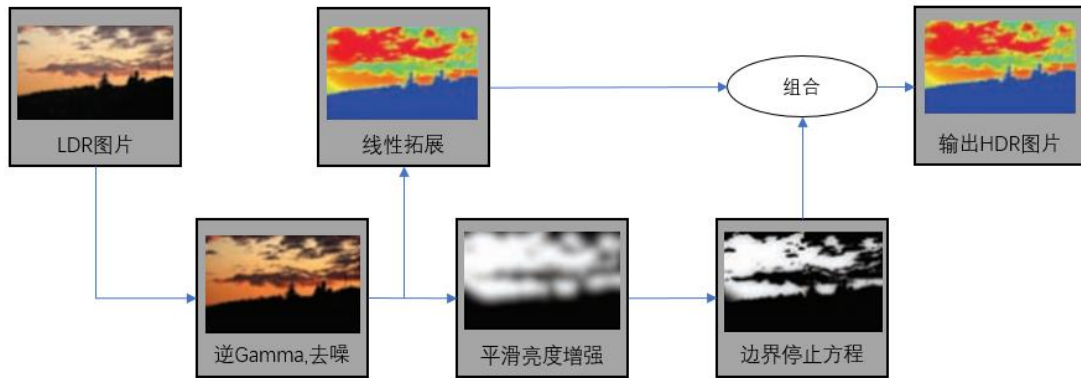 LDR图片
线性拓展
组合
输出HDR图片
逆Gamma,去噪
平滑亮度增强
边界停止方程